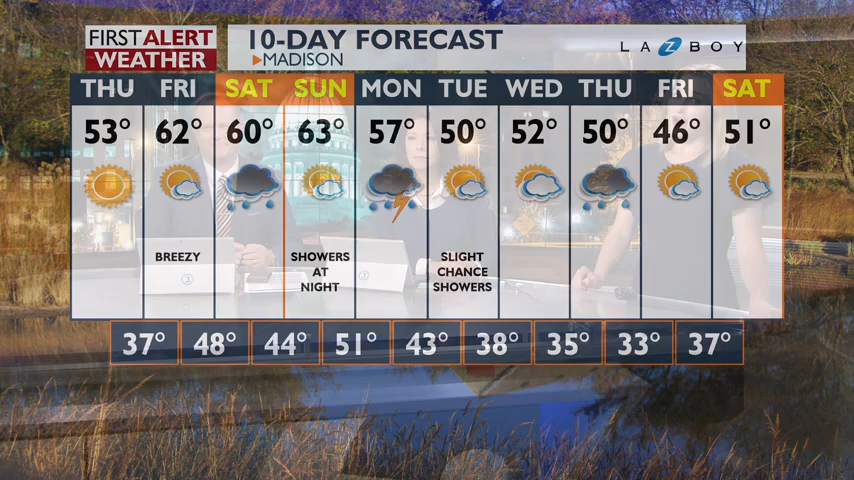 FIRST ALERT
WEATHER
10-DAY FORECAST
MADISON
LA Z BOY
THU FRI SAT SUN MON TUE WED THU FRI SAT
53° 62° 60° 63° 57° 50° 52° 50° 46° 51°
BREEZY
SHOWERS
AT
NIGHT
SLIGHT
CHANCE
SHOWERS
3 3
37° 48° 44° 51° 43° 38° 35° 33° 37°